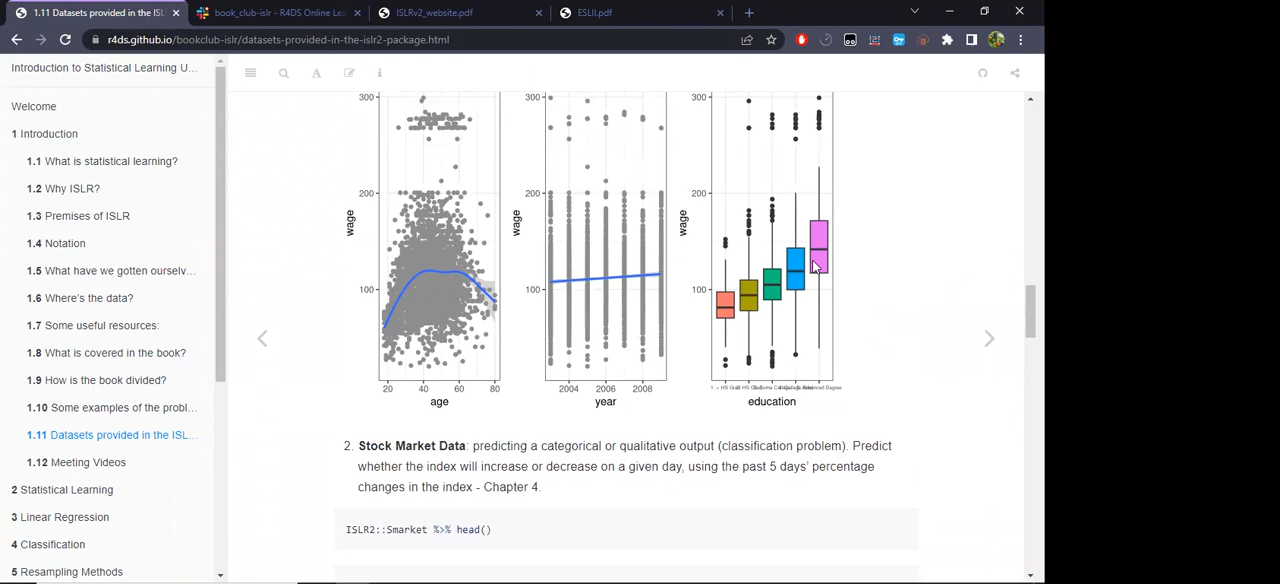 1.11 Datasets provided in the ISL
book_club-islr - R4DS Online Lea
ISLRv2_website.pdf
ESLII.pdf
r4ds.github.io/bookclub-islr/datasets-provided-in-the-islr2-package.html
Introduction to Statistical Learning U...
Welcome
1 Introduction
1.1 What is statistical learning?
1.2 Why ISLR?
1.3 Premises of ISLR
1.4 Notation
1.5 What have we gotten ourselv...
1.6 Where's the data?
1.7 Some useful resources:
1.8 What is covered in the book?
1.9 How is the book divided?
1.10 Some examples of the probl...
1.11 Datasets provided in the ISL...
1.12 Meeting Videos
2 Statistical Learning
3 Linear Regression
4 Classification
5 Resampling Methods
300
200
100
wage
20 40 60 80
age
300
200
100
wage
2004 2006 2008
year
300
200
100
wage
education
2. Stock Market Data: predicting a categorical or qualitative output (classification problem). Predict
whether the index will increase or decrease on a given day, using the past 5 days' percentage
changes in the index - Chapter 4.
ISLR2::Smarket %>% head()